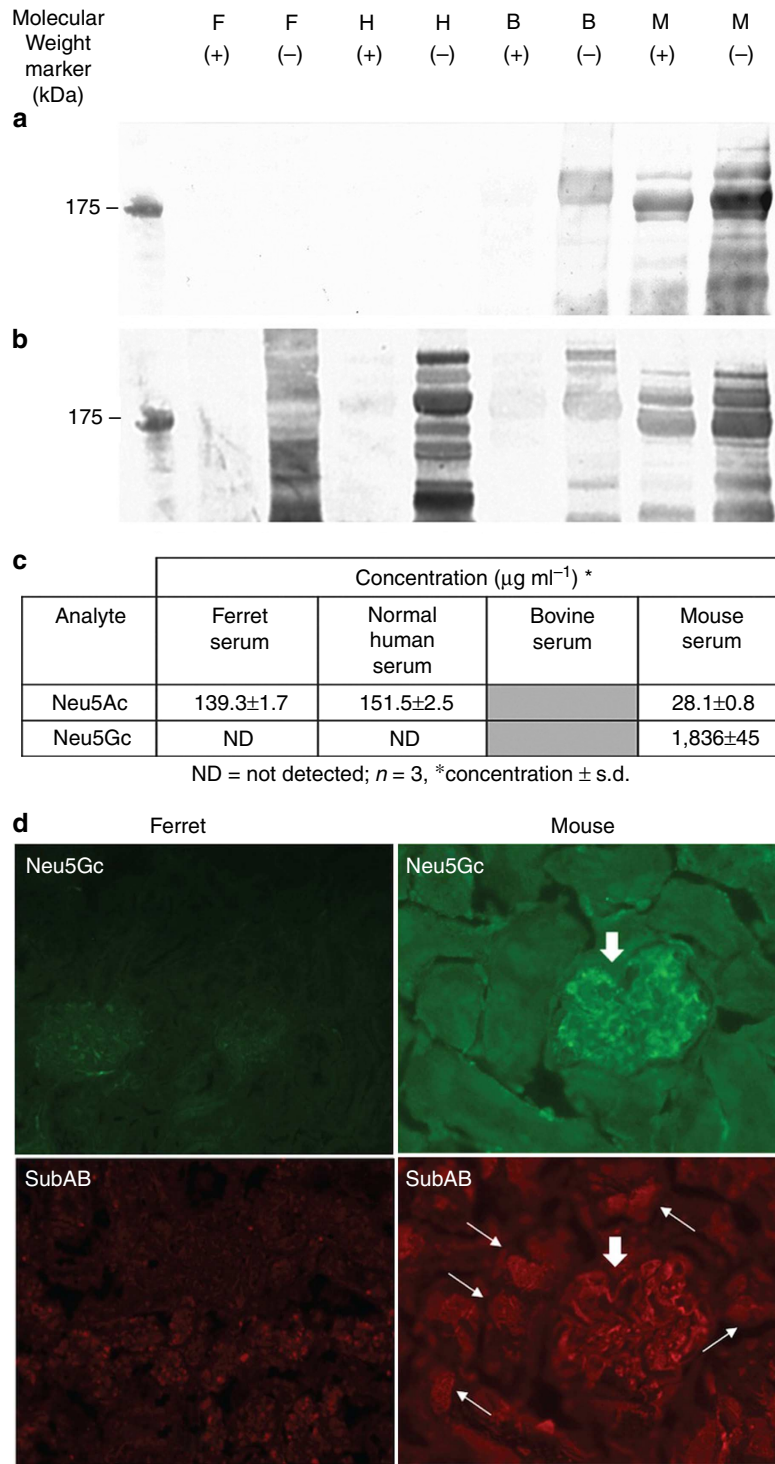 Molecular Weight marker (kDa)
F F H H B B M M
(+) (–) (+) (–) (+) (–) (+) (–)
a
175 –
b
175 –
c
Concentration (µg ml⁻¹) *
Analyte Ferret serum Normal human serum Bovine serum Mouse serum
Neu5Ac 139.3±1.7 151.5±2.5 28.1±0.8
Neu5Gc ND ND 1,836±45
ND = not detected; n = 3, *concentration ± s.d.
d
Ferret Mouse
Neu5Gc Neu5Gc
SubAB SubAB